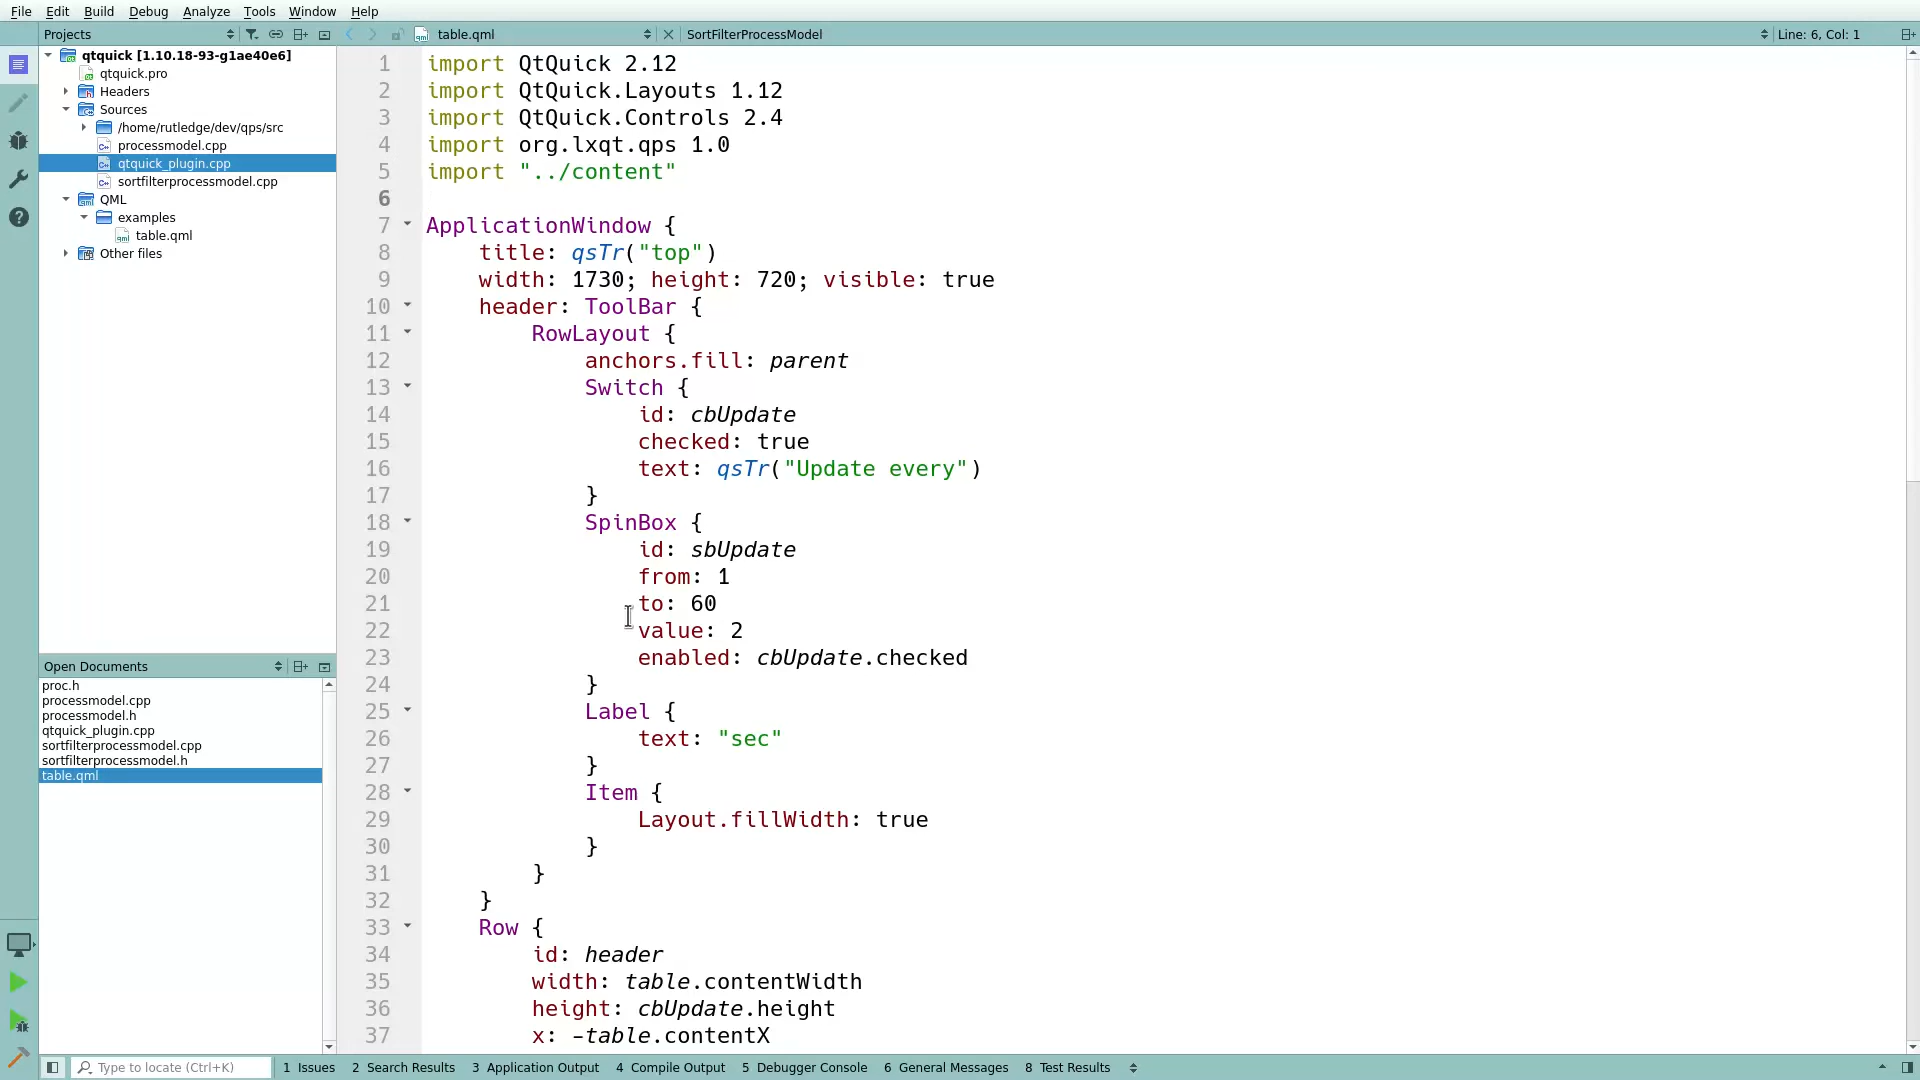 File Edit Build Debug Analyze Tools Window Help
Projects
table.qml
SortFilterProcessModel
Line: 6, Col: 1
qtquick [1.10.18-93-g1ae40e6]
qtquick.pro
Headers
Sources
/home/rutledge/dev/qps/src
processmodel.cpp
qtquick_plugin.cpp
sortfilterprocessmodel.cpp
QML
examples
table.qml
Other files
Open Documents
proc.h
processmodel.cpp
processmodel.h
qtquick_plugin.cpp
sortfilterprocessmodel.cpp
sortfilterprocessmodel.h
table.qml
1 import QtQuick 2.12
2 import QtQuick.Layouts 1.12
3 import QtQuick.Controls 2.4
4 import org.lxqt.qps 1.0
5 import "../content"
6
7 ApplicationWindow {
8 title: qsTr("top")
9 width: 1730; height: 720; visible: true
10 header: ToolBar {
11 RowLayout {
12 anchors.fill: parent
13 Switch {
14 id: cbUpdate
15 checked: true
16 text: qsTr("Update every")
17 }
18 SpinBox {
19 id: sbUpdate
20 from: 1
21 to: 60
22 value: 2
23 enabled: cbUpdate.checked
24 }
25 Label {
26 text: "sec"
27 }
28 Item {
29 Layout.fillWidth: true
30 }
31 }
32 }
33 Row {
34 id: header
35 width: table.contentWidth
36 height: cbUpdate.height
37 x: -table.contentX
Type to locate (Ctrl+K)
1 Issues 2 Search Results 3 Application Output 4 Compile Output 5 Debugger Console 6 General Messages 8 Test Results